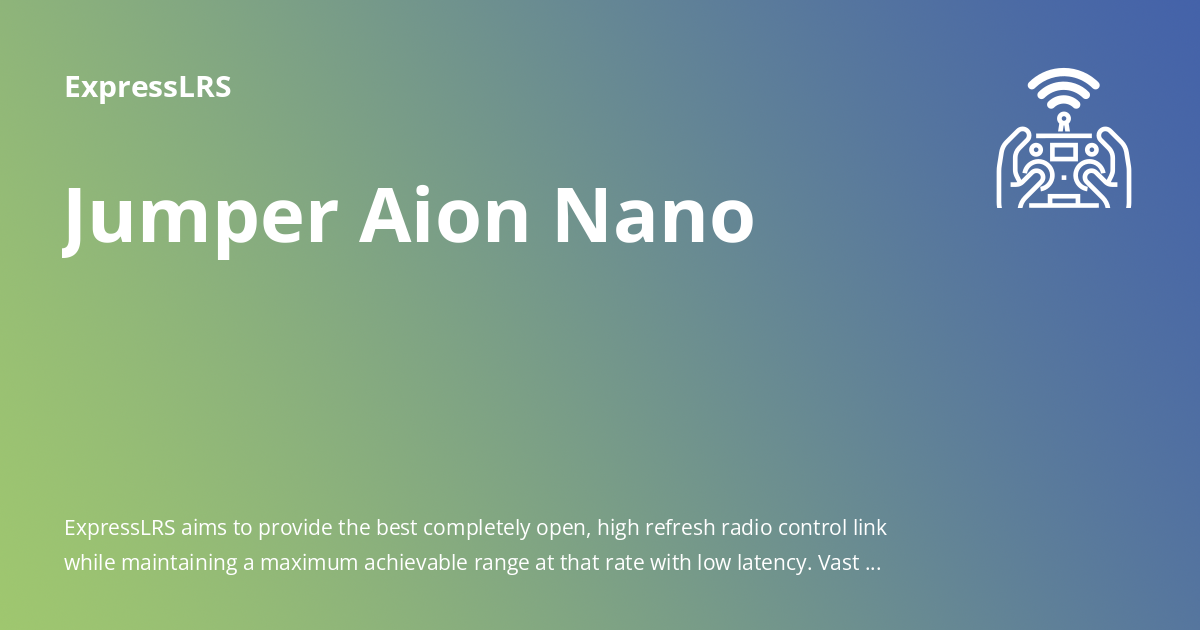 ExpressLRS
Jumper Aion Nano
ExpressLRS aims to provide the best completely open, high refresh radio control link
while maintaining a maximum achievable range at that rate with low latency. Vast ...